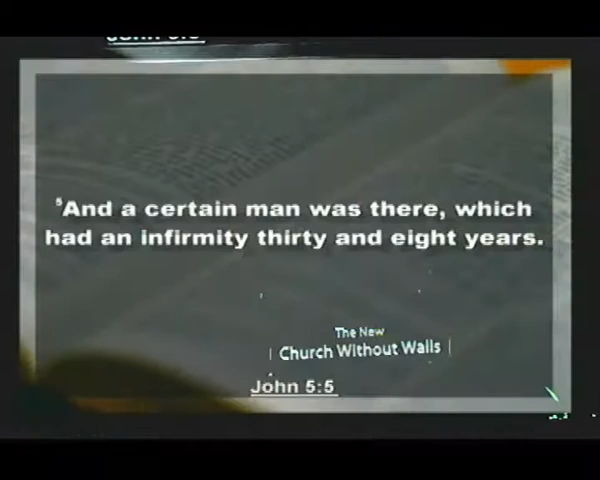 ⁵And a certain man was there, which
had an infirmity thirty and eight years.
The New
| Church Without Walls |
John 5:5